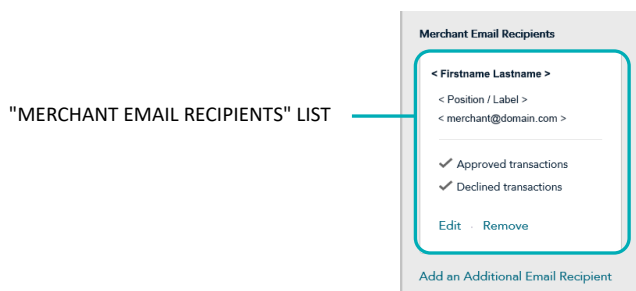 Merchant Email Recipients
< Firstname Lastname >
< Position / Label >
"MERCHANT EMAIL RECIPIENTS" LIST
< merchant@domain.com >
Approved transactions
Declined transactions
Edit · Remove
Add an Additional Email Recipient